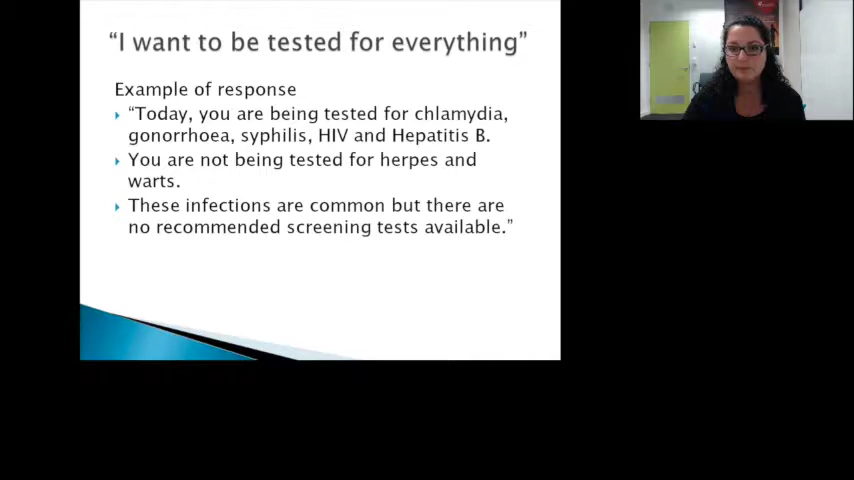 “I want to be tested for everything”
Example of response
“Today, you are being tested for chlamydia,
gonorrhoea, syphilis, HIV and Hepatitis B.
You are not being tested for herpes and
warts.
These infections are common but there are
no recommended screening tests available.”